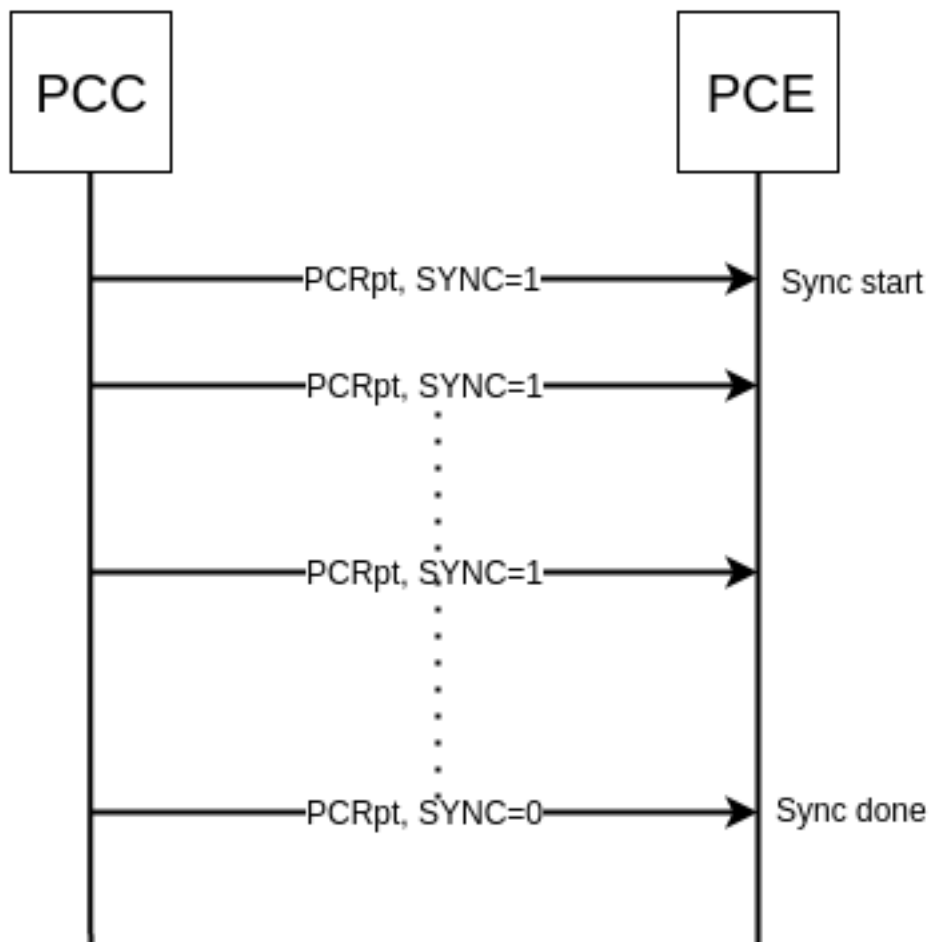 PCC
PCE
PCRpt, SYNC=1
Sync start
PCRpt, SYNC=1
PCRpt, SYNC=1
PCRpt, SYNC=0
Sync done